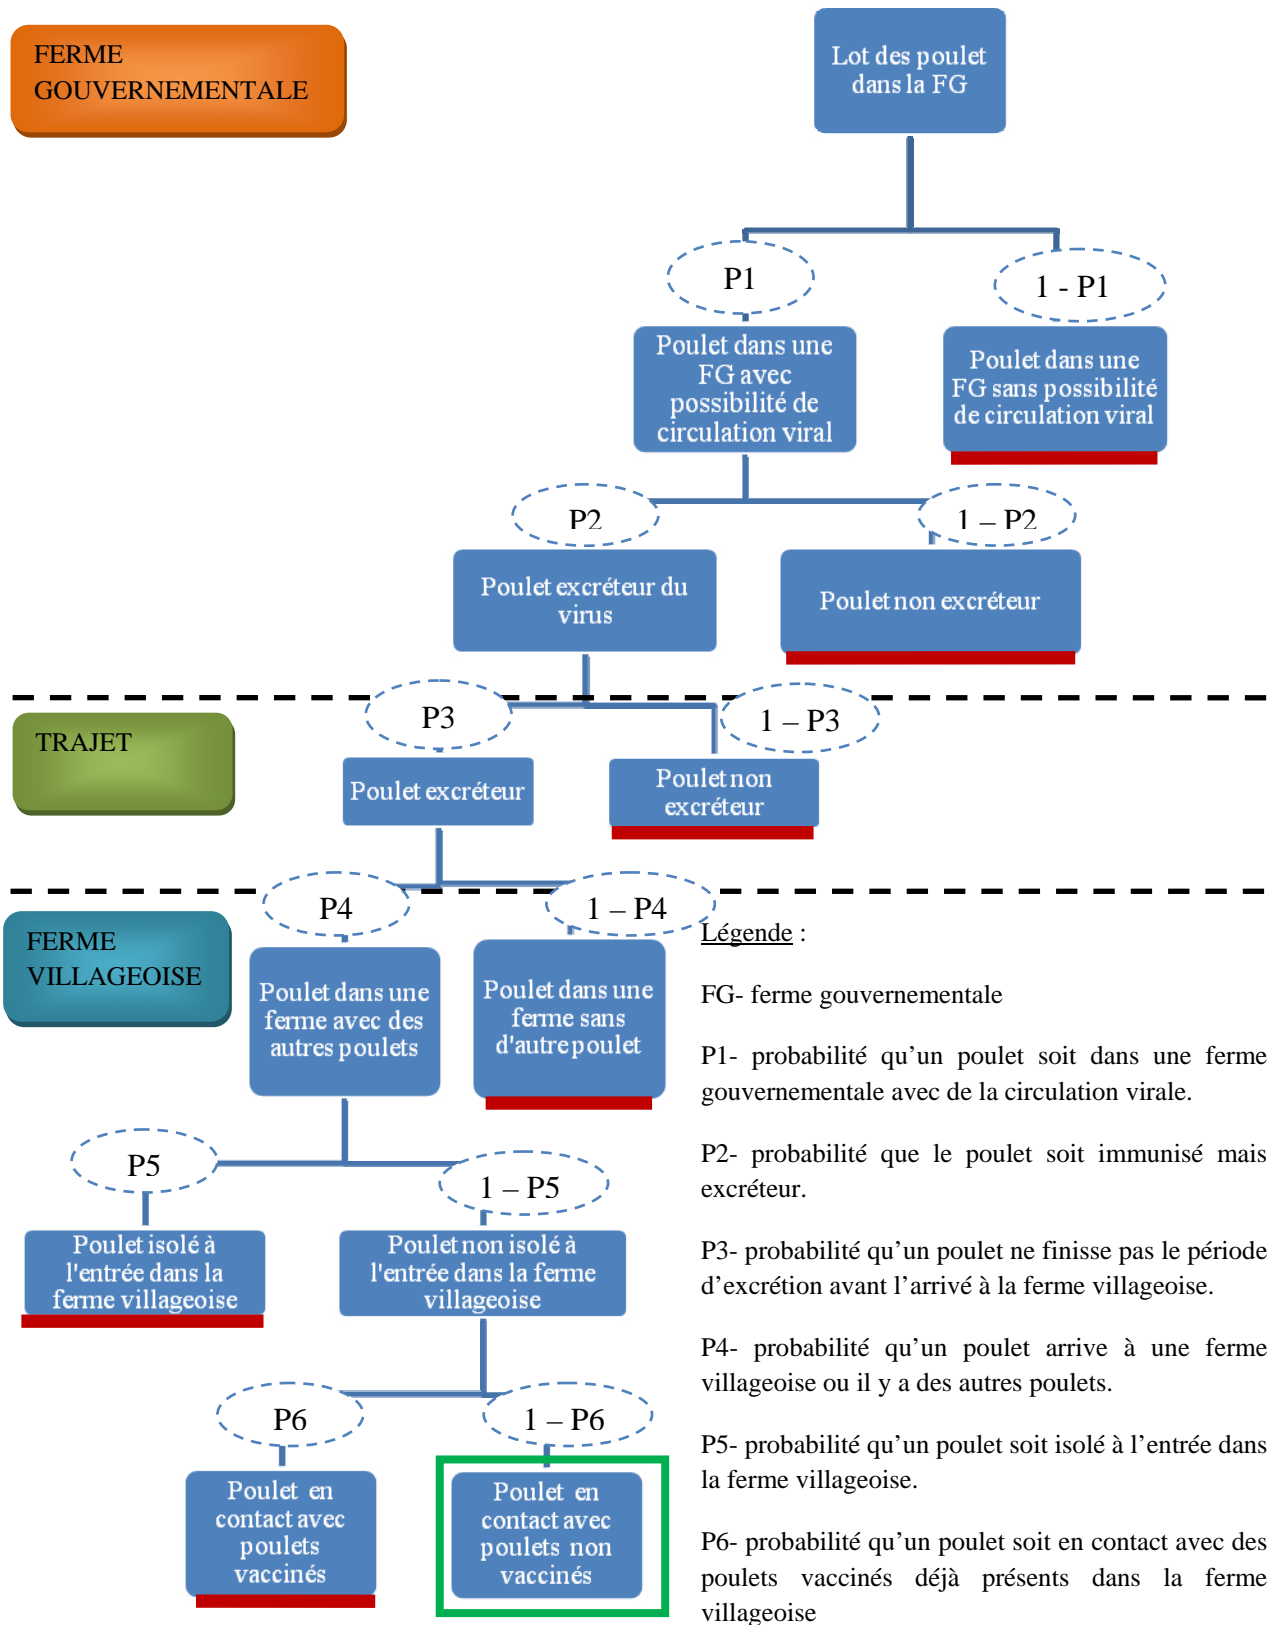 FERME
GOUVERNEMENTALE
Lot des poulet
dans la FG
P1
1 - P1
Poulet dans une
FG avec
possibilité de
circulation viral
Poulet dans une
FG sans possibilité
de circulation viral
P2
1 – P2
Poulet excréteur du
virus
Poulet non excréteur
TRAJET
P3
1 – P3
Poulet excréteur
Poulet non
excréteur
FERME
VILLAGEOISE
P4
1 – P4
Poulet dans une
ferme avec des
autres poulets
Poulet dans une
ferme sans
d'autre poulet
P5
1 – P5
Poulet isolé à
l'entrée dans la
ferme villageoise
Poulet non isolé à
l'entrée dans la ferme
villageoise
P6
1 – P6
Poulet en
contact avec
poulets
vaccinés
Poulet en
contact avec
poulets non
vaccinés
Légende :
FG- ferme gouvernementale
P1- probabilité qu’un poulet soit dans une ferme
gouvernementale avec de la circulation virale.
P2- probabilité que le poulet soit immunisé mais
excréteur.
P3- probabilité qu’un poulet ne finisse pas le période
d’excrétion avant l’arrivé à la ferme villageoise.
P4- probabilité qu’un poulet arrive à une ferme
villageoise ou il y a des autres poulets.
P5- probabilité qu’un poulet soit isolé à l’entrée dans
la ferme villageoise.
P6- probabilité qu’un poulet soit en contact avec des
poulets vaccinés déjà présents dans la ferme
villageoise